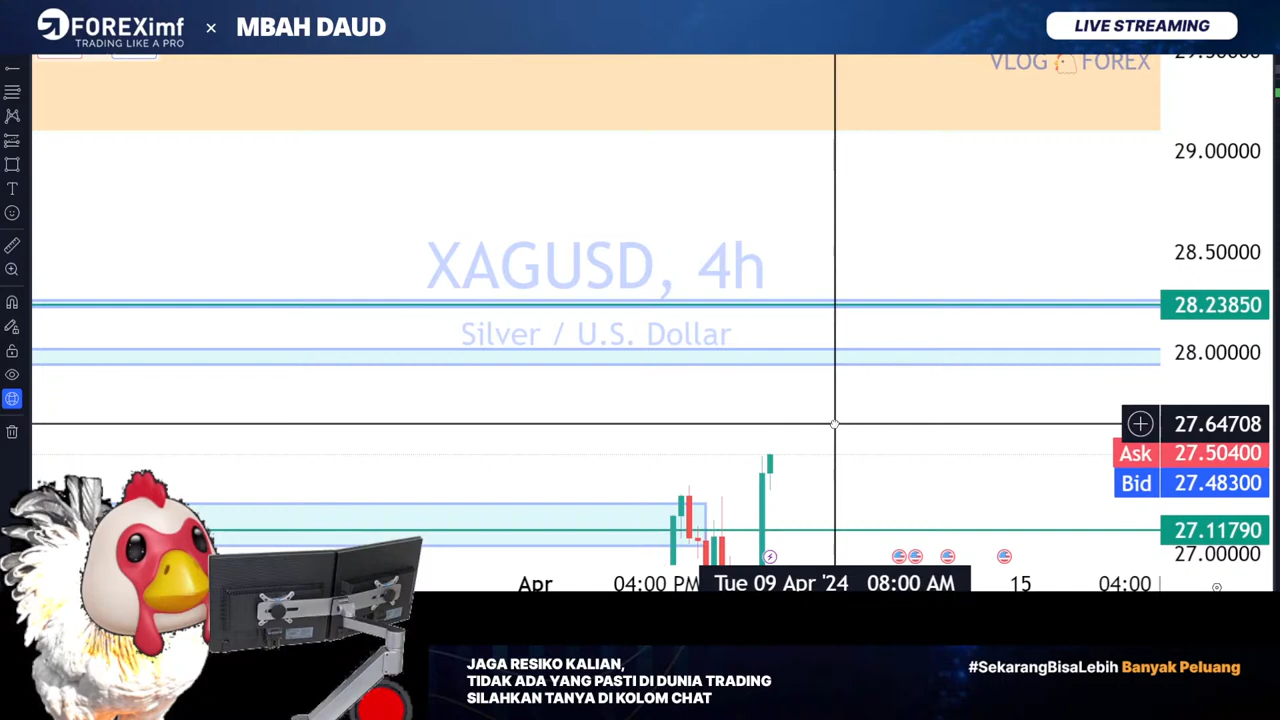 FOREXimf
TRADING LIKE A PRO
×
MBAH DAUD
LIVE STREAMING
VLOG FOREX
29.00000
XAGUSD, 4h
28.50000
28.23850
Silver / U.S. Dollar
28.00000
27.64708
Ask 27.50400
Bid 27.48300
27.11790
27.00000
Apr
04:00 PM
Tue 09 Apr '24 08:00 AM
15
04:00
JAGA RESIKO KALIAN,
TIDAK ADA YANG PASTI DI DUNIA TRADING
SILAHKAN TANYA DI KOLOM CHAT
#SekarangBisaLebih Banyak Peluang